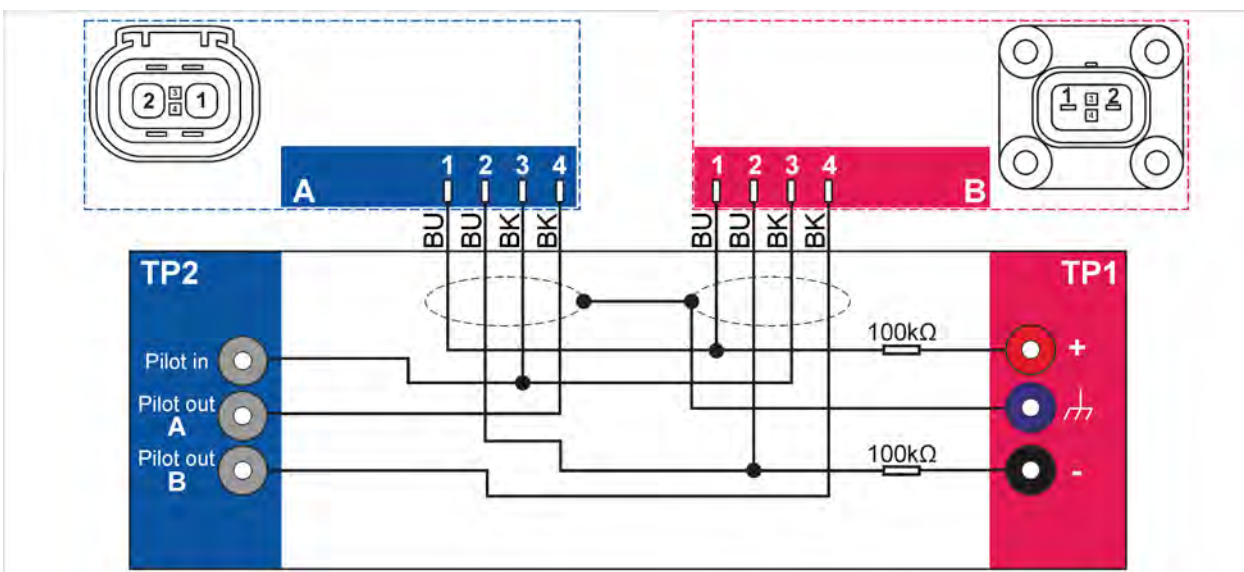 2 3 4 1
1 3 4 2
A 1 2 3 4
1 2 3 4 B
BU BU BK BK
BU BU BK BK
TP2
TP1
100kΩ
+
Pilot in
Pilot out
A
100kΩ
-
Pilot out
B